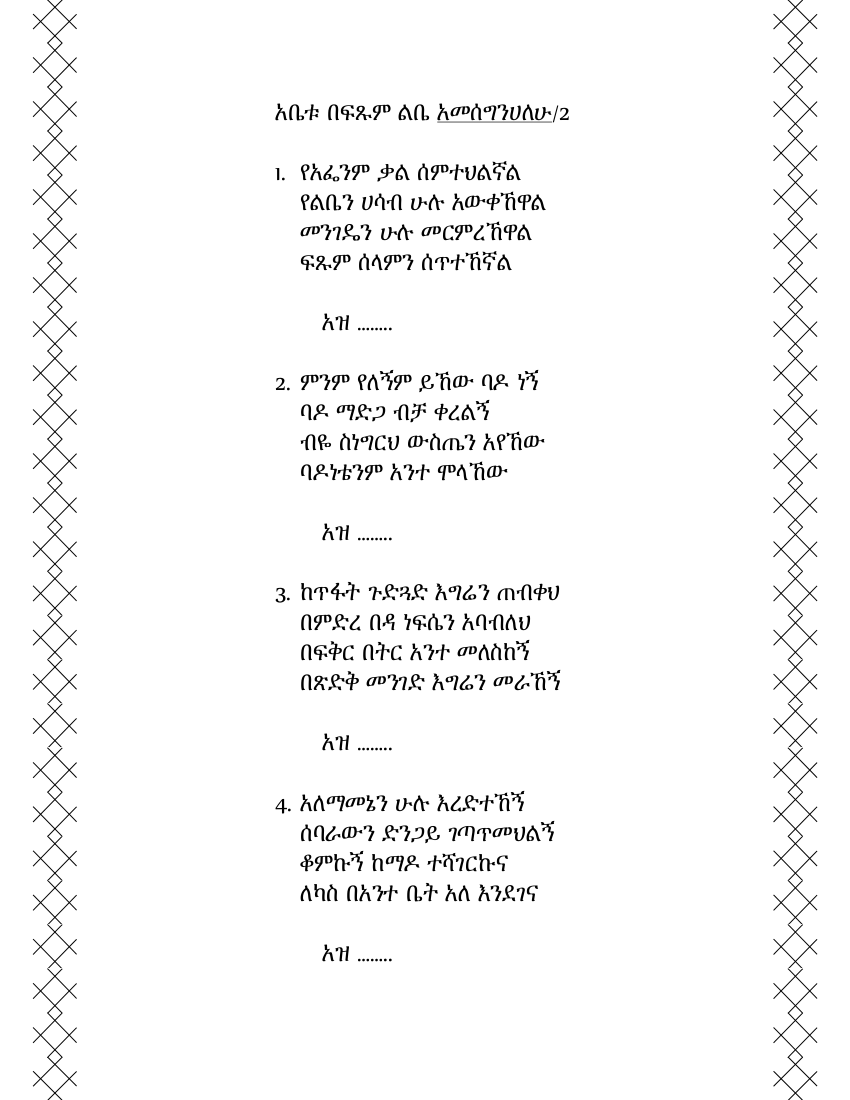 አቤቱ በፍጹም ልቤ አመሰግንሀለሁ/2
1. የአፌንም ቃል ሰምተህልኛል
የልቤን ሀሳብ ሁሉ አውቀኸዋል
መንገዴን ሁሉ መርምረኸዋል
ፍጹም ሰላምን ሰጥተኸኛል
አዝ ........
2. ምንም የለኝም ይኸው ባዶ ነኝ
ባዶ ማድጋ ብቻ ቀረልኝ
ብዬ ስነግርህ ውስጤን አየኸው
ባዶነቴንም አንተ ሞላኸው
አዝ ........
3. ከጥፋት ጉድጓድ እግሬን ጠብቀህ
በምድረ በዳ ነፍሴን አባብለህ
በፍቅር በትር አንተ መለስከኝ
በጽድቅ መንገድ እግሬን መራኸኝ
አዝ ........
4. አለማመኔን ሁሉ እረድተኸኝ
ሰባራውን ድንጋይ ገጣጥመህልኝ
ቆምኩኝ ከማዶ ተሻገርኩና
ለካስ በአንተ ቤት አለ እንደገና
አዝ ........